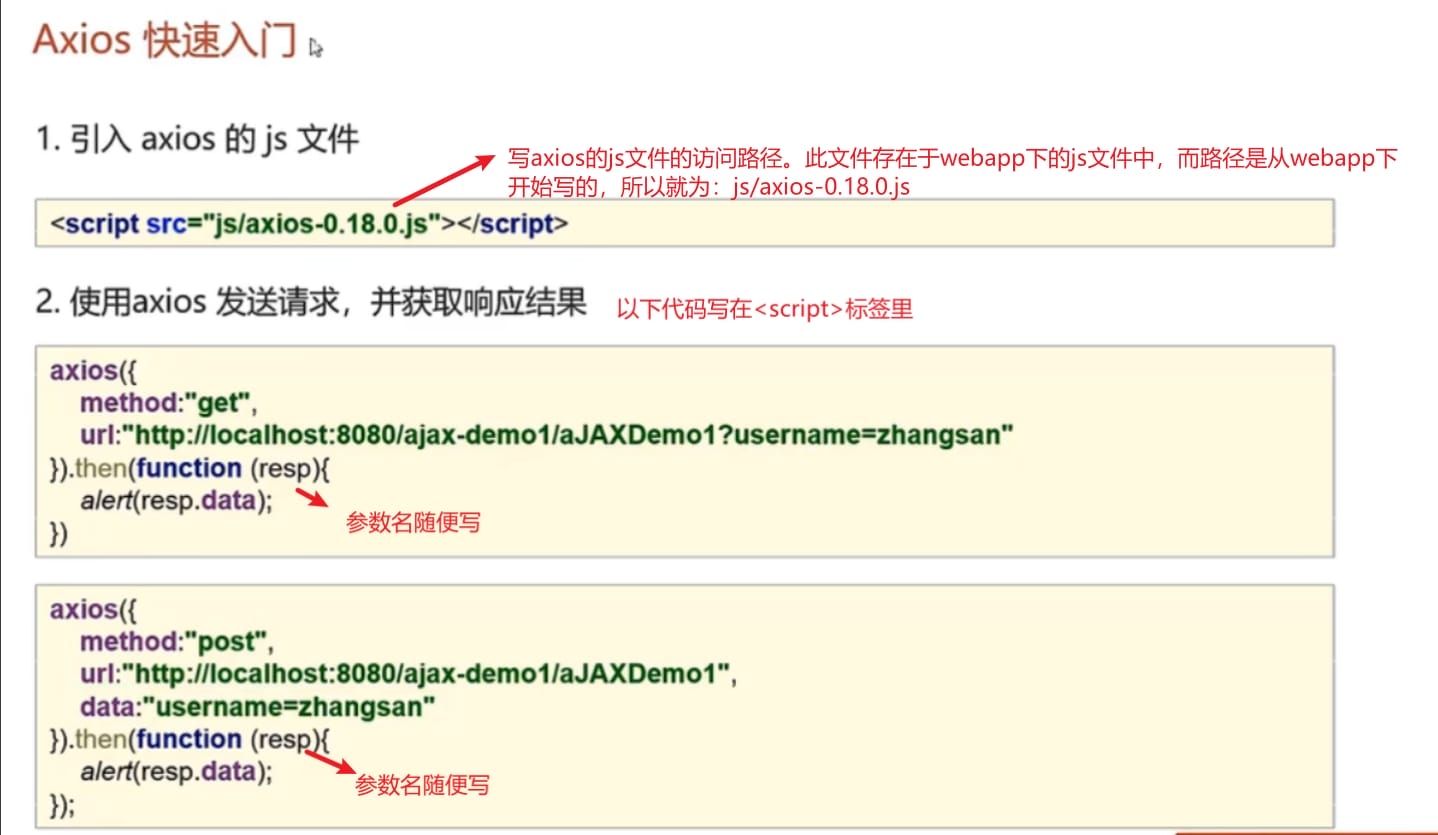 Axios 快速入门
1. 引入 axios 的 js 文件
写axios的js文件的访问路径。此文件存在于webapp下的js文件中，而路径是从webapp下
开始写的，所以就为：js/axios-0.18.0.js
<script src="js/axios-0.18.0.js"></script>
2. 使用axios 发送请求，并获取响应结果
以下代码写在<script>标签里
axios({
method:"get",
url:"http://localhost:8080/ajax-demo1/aJAXDemo1?username=zhangsan"
}).then(function (resp){
alert(resp.data);
参数名随便写
})
axios({
method:"post",
url:"http://localhost:8080/ajax-demo1/aJAXDemo1",
data:"username=zhangsan"
}).then(function (resp){
alert(resp.data);
参数名随便写
});